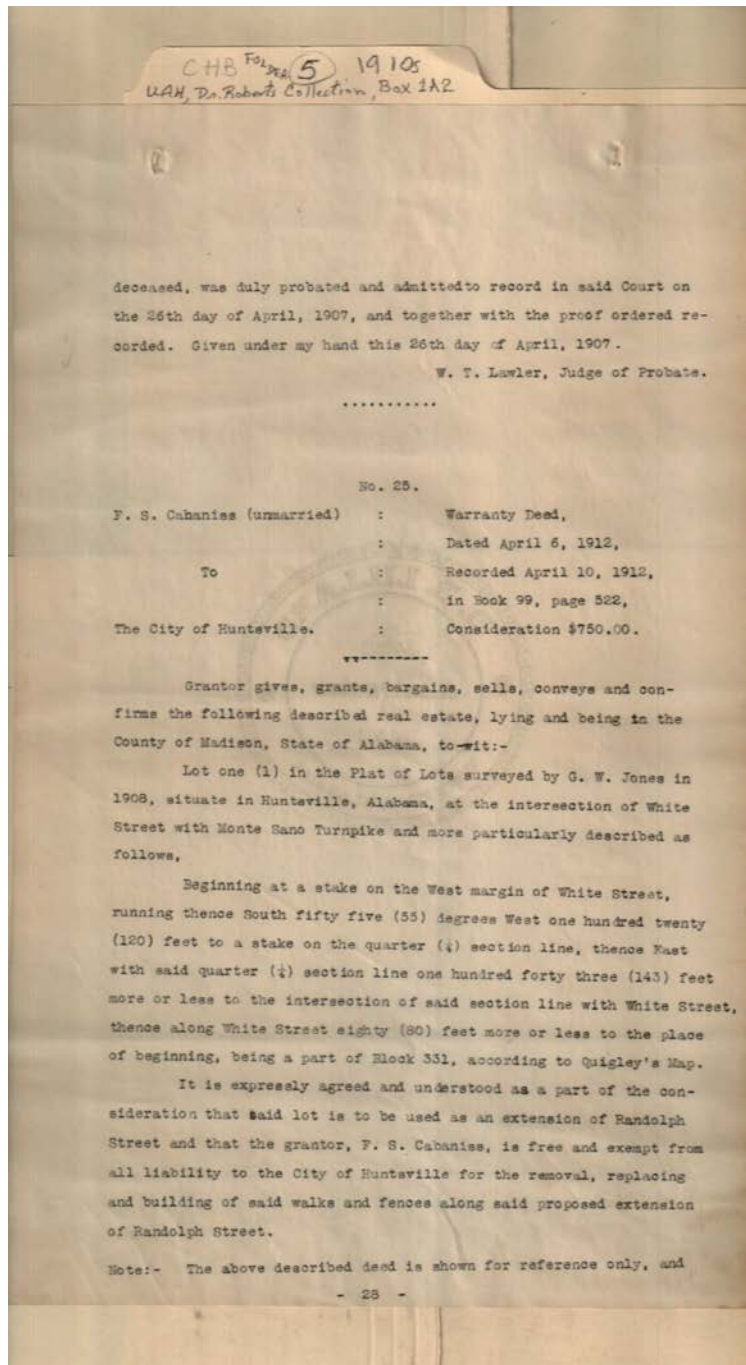 CHB FOLDER 5 1910s
UAH, Dr. Roberts Collection, Box 1A2
deceased, was duly probated and admittedto record in said Court on
the 26th day of April, 1907, and together with the proof ordered re-
corded. Given under my hand this 26th day of April, 1907.
W. T. Lawler, Judge of Probate.
...........
No. 25.
F. S. Cabaniss (unmarried) : Warranty Deed,
: Dated April 6, 1912,
To : Recorded April 10, 1912,
: in Book 99, page 522,
The City of Huntsville. : Consideration $750.00.
-----------
Grantor gives, grants, bargains, sells, conveys and con-
firms the following described real estate, lying and being in the
County of Madison, State of Alabama, to-wit:-
Lot one (1) in the Plat of Lots surveyed by G. W. Jones in
1908, situate in Huntsville, Alabama, at the intersection of White
Street with Monte Sano Turnpike and more particularly described as
follows,
Beginning at a stake on the West margin of White Street,
running thence South fifty five (55) degrees West one hundred twenty
(120) feet to a stake on the quarter (¼) section line, thence East
with said quarter (¼) section line one hundred forty three (143) feet
more or less to the intersection of said section line with White Street,
thence along White Street eighty (80) feet more or less to the place
of beginning, being a part of Block 331, according to Quigley's Map.
It is expressly agreed and understood as a part of the con-
sideration that said lot is to be used as an extension of Randolph
Street and that the grantor, F. S. Cabaniss, is free and exempt from
all liability to the City of Huntsville for the removal, replacing
and building of said walks and fences along said proposed extension
of Randolph Street.
Note:- The above described deed is shown for reference only, and
- 28 -